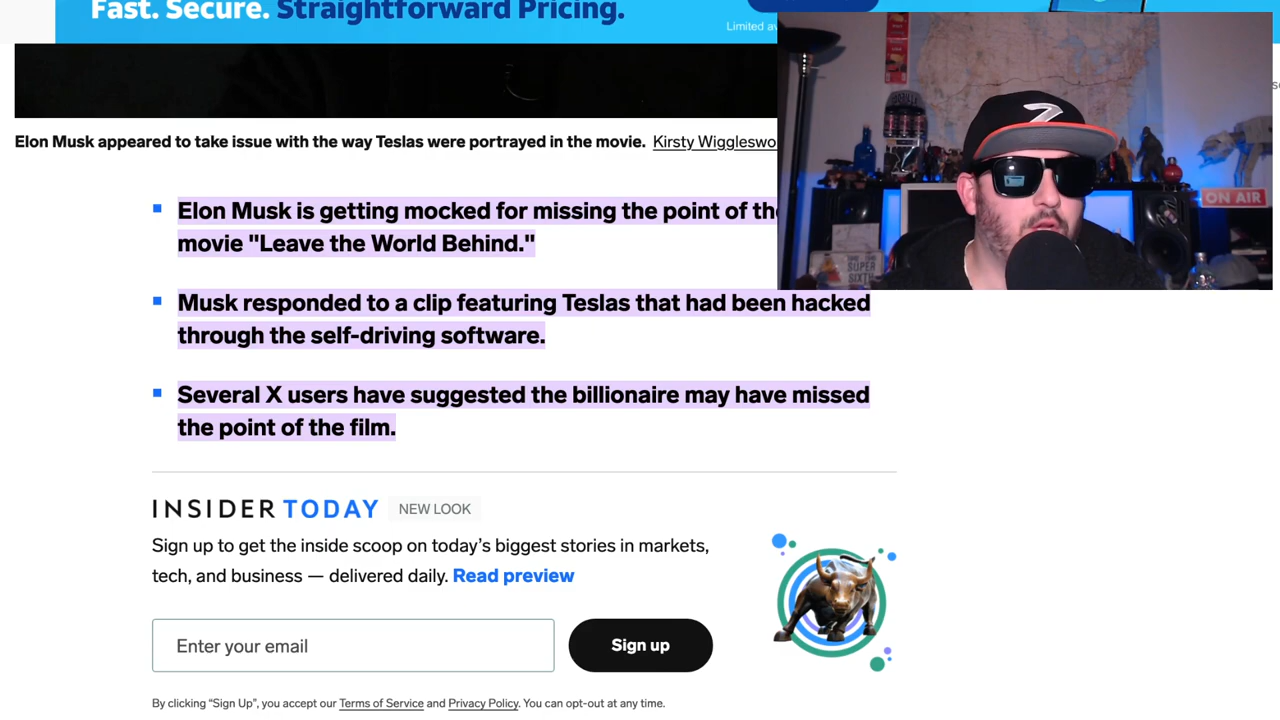 Fast. Secure. Straightforward Pricing.
Limited
Elon Musk appeared to take issue with the way Teslas were portrayed in the movie. Kirsty
Elon Musk is getting mocked for missing the point of
movie "Leave the World Behind."
Musk responded to a clip featuring Teslas that had been hacked
through the self-driving software.
Several X users have suggested the billionaire may have missed
the point of the film.
INSIDER TODAY NEW LOOK
Sign up to get the inside scoop on today’s biggest stories in markets,
tech, and business — delivered daily. Read preview
Enter your email
Sign up
By clicking “Sign Up”, you accept our Terms of Service and Privacy Policy. You can opt-out at any time.
ON AIR
SUPER
SIXTH